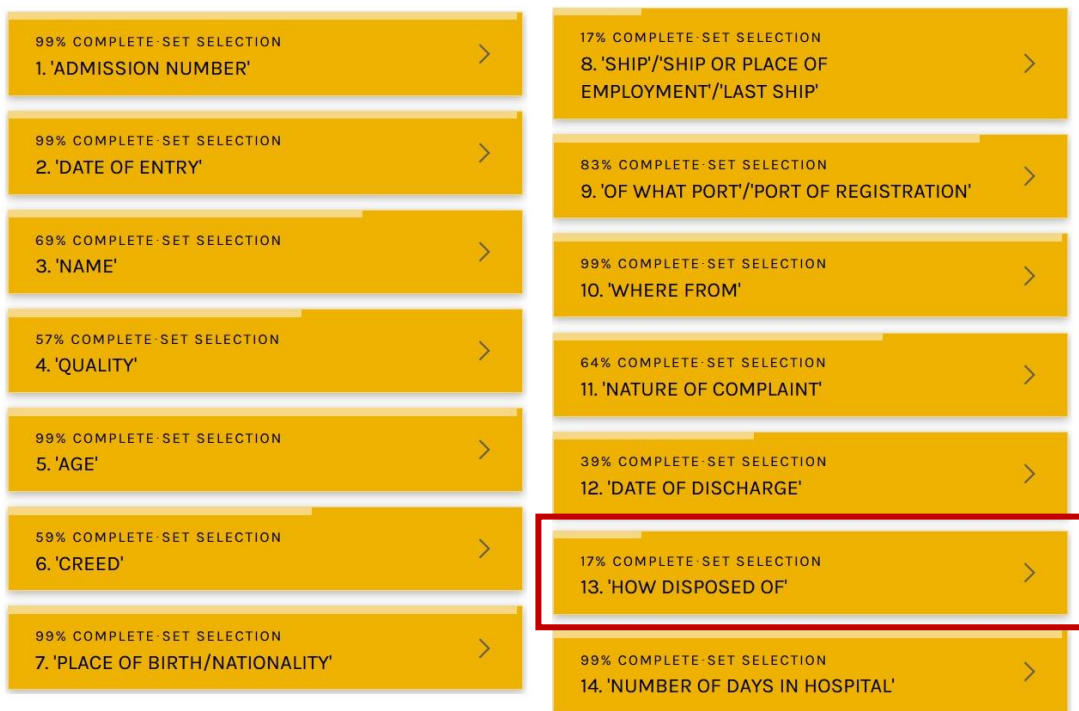 99% COMPLETE·SET SELECTION
1. 'ADMISSION NUMBER'
99% COMPLETE·SET SELECTION
2. 'DATE OF ENTRY'
69% COMPLETE·SET SELECTION
3. 'NAME'
57% COMPLETE·SET SELECTION
4. 'QUALITY'
99% COMPLETE·SET SELECTION
5. 'AGE'
59% COMPLETE·SET SELECTION
6. 'CREED'
99% COMPLETE·SET SELECTION
7. 'PLACE OF BIRTH/NATIONALITY'
17% COMPLETE·SET SELECTION
8. 'SHIP'/'SHIP OR PLACE OF
EMPLOYMENT'/'LAST SHIP'
83% COMPLETE·SET SELECTION
9. 'OF WHAT PORT'/'PORT OF REGISTRATION'
99% COMPLETE·SET SELECTION
10. 'WHERE FROM'
64% COMPLETE·SET SELECTION
11. 'NATURE OF COMPLAINT'
39% COMPLETE·SET SELECTION
12. 'DATE OF DISCHARGE'
17% COMPLETE·SET SELECTION
13. 'HOW DISPOSED OF'
99% COMPLETE·SET SELECTION
14. 'NUMBER OF DAYS IN HOSPITAL'